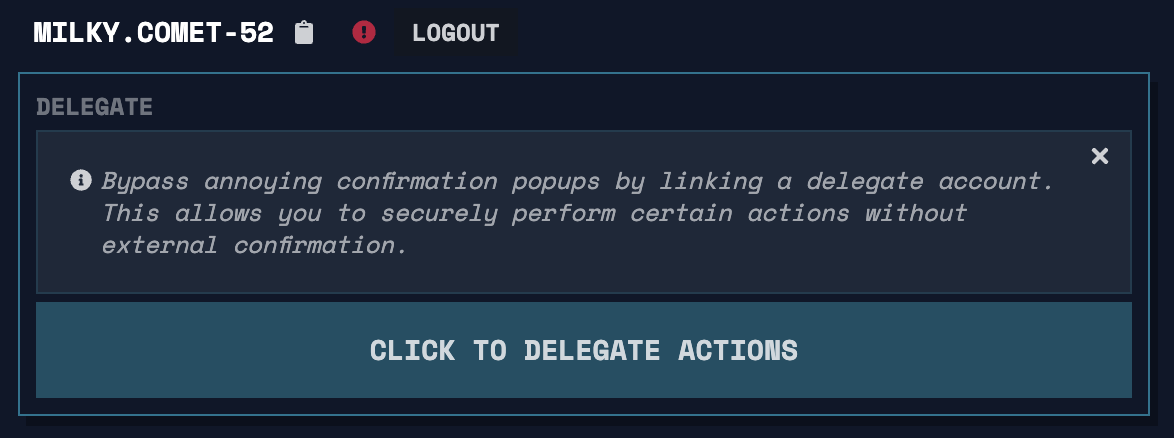 MILKY.COMET-52
LOGOUT
DELEGATE
Bypass annoying confirmation popups by linking a delegate account.
This allows you to securely perform certain actions without
external confirmation.
CLICK TO DELEGATE ACTIONS